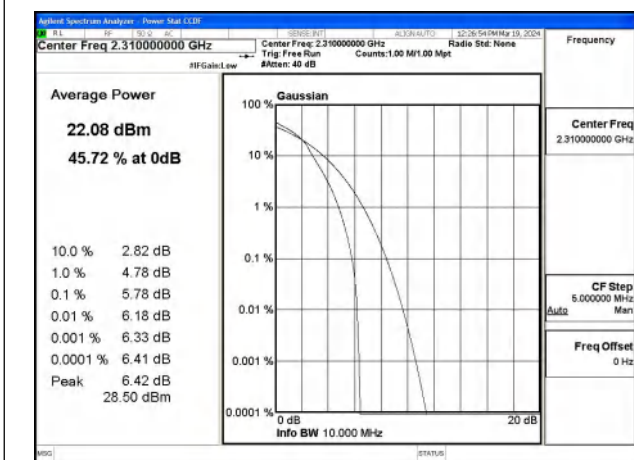 Agilent Spectrum Analyzer - Power Stat CCDF
RL RF 50 Ω AC SENSE:INT ALIGN AUTO 12:26:54 PM Mar 19, 2024
Center Freq 2.310000000 GHz
Center Freq: 2.310000000 GHz Radio Std: None
Trig: Free Run Counts:1.00 M/1.00 Mpt
#IFGain:Low #Atten: 40 dB
Frequency
Average Power
22.08 dBm
45.72 % at 0dB
10.0 % 2.82 dB
1.0 % 4.78 dB
0.1 % 5.78 dB
0.01 % 6.18 dB
0.001 % 6.33 dB
0.0001 % 6.41 dB
Peak 6.42 dB
28.50 dBm
Gaussian
100 %
10 %
1 %
0.1 %
0.01 %
0.001 %
0.0001 %
0 dB 20 dB
Info BW 10.000 MHz
Center Freq
2.310000000 GHz
CF Step
5.000000 MHz
Auto Man
Freq Offset
0 Hz
MSG STATUS